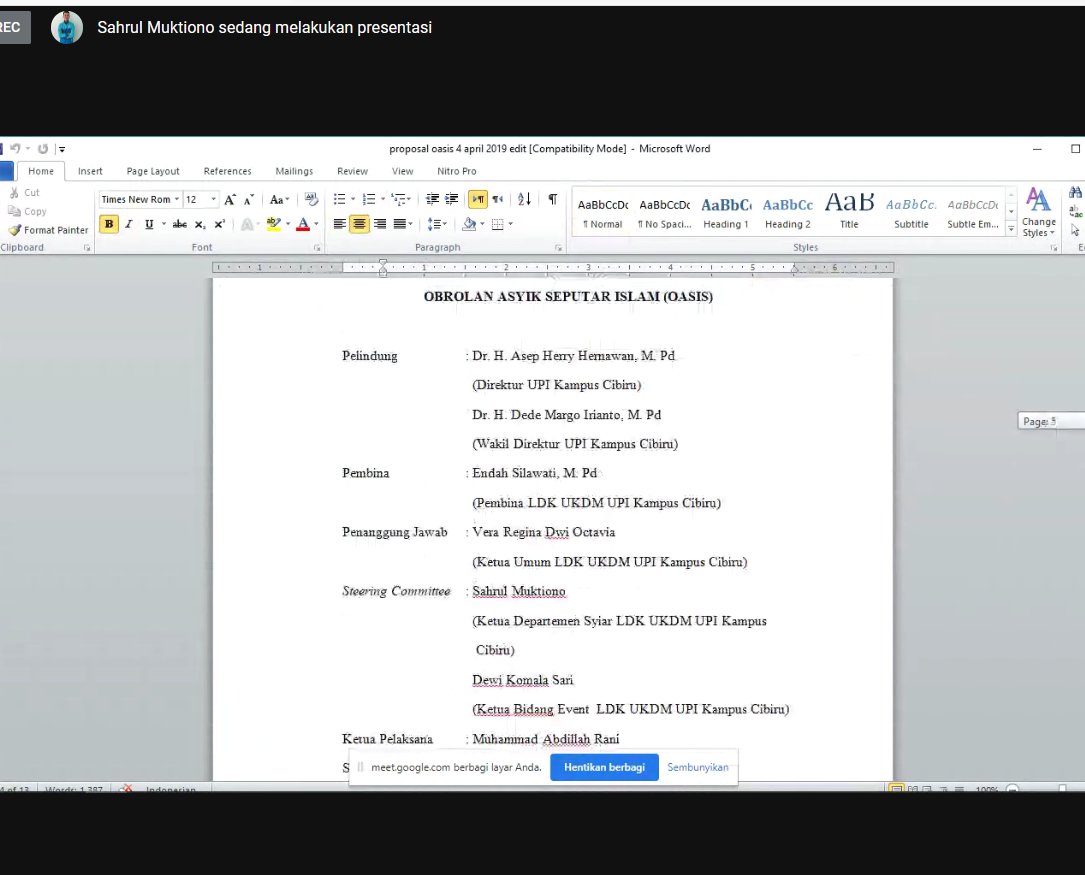 REC
Sahrul Muktiono sedang melakukan presentasi
proposal oasis 4 april 2019 edit [Compatibility Mode] - Microsoft Word
Home Insert Page Layout References Mailings Review View Nitro Pro
Cut
Copy
Format Painter
Clipboard
Times New Rom 12
Font
Paragraph
AaBbCcDc AaBbCcDc AaBbC AaBbCc AaB AaBbCc. AaBbCcDc
¶ Normal ¶ No Spaci... Heading 1 Heading 2 Title Subtitle Subtle Em...
Change Styles
Styles
OBROLAN ASYIK SEPUTAR ISLAM (OASIS)
Pelindung : Dr. H. Asep Herry Hernawan, M. Pd
(Direktur UPI Kampus Cibiru)
Dr. H. Dede Margo Irianto, M. Pd
(Wakil Direktur UPI Kampus Cibiru)
Page: 5
Pembina : Endah Silawati, M. Pd
(Pembina LDK UKDM UPI Kampus Cibiru)
Penanggung Jawab : Vera Regina Dwi Octavia
(Ketua Umum LDK UKDM UPI Kampus Cibiru)
Steering Committee : Sahrul Muktiono
(Ketua Departemen Syiar LDK UKDM UPI Kampus
Cibiru)
Dewi Komala Sari
(Ketua Bidang Event LDK UKDM UPI Kampus Cibiru)
Ketua Pelaksana : Muhammad Abdillah Rani
meet.google.com berbagi layar Anda. Hentikan berbagi Sembunyikan
4 of 13 Words: 1,387 Indonesian 100%